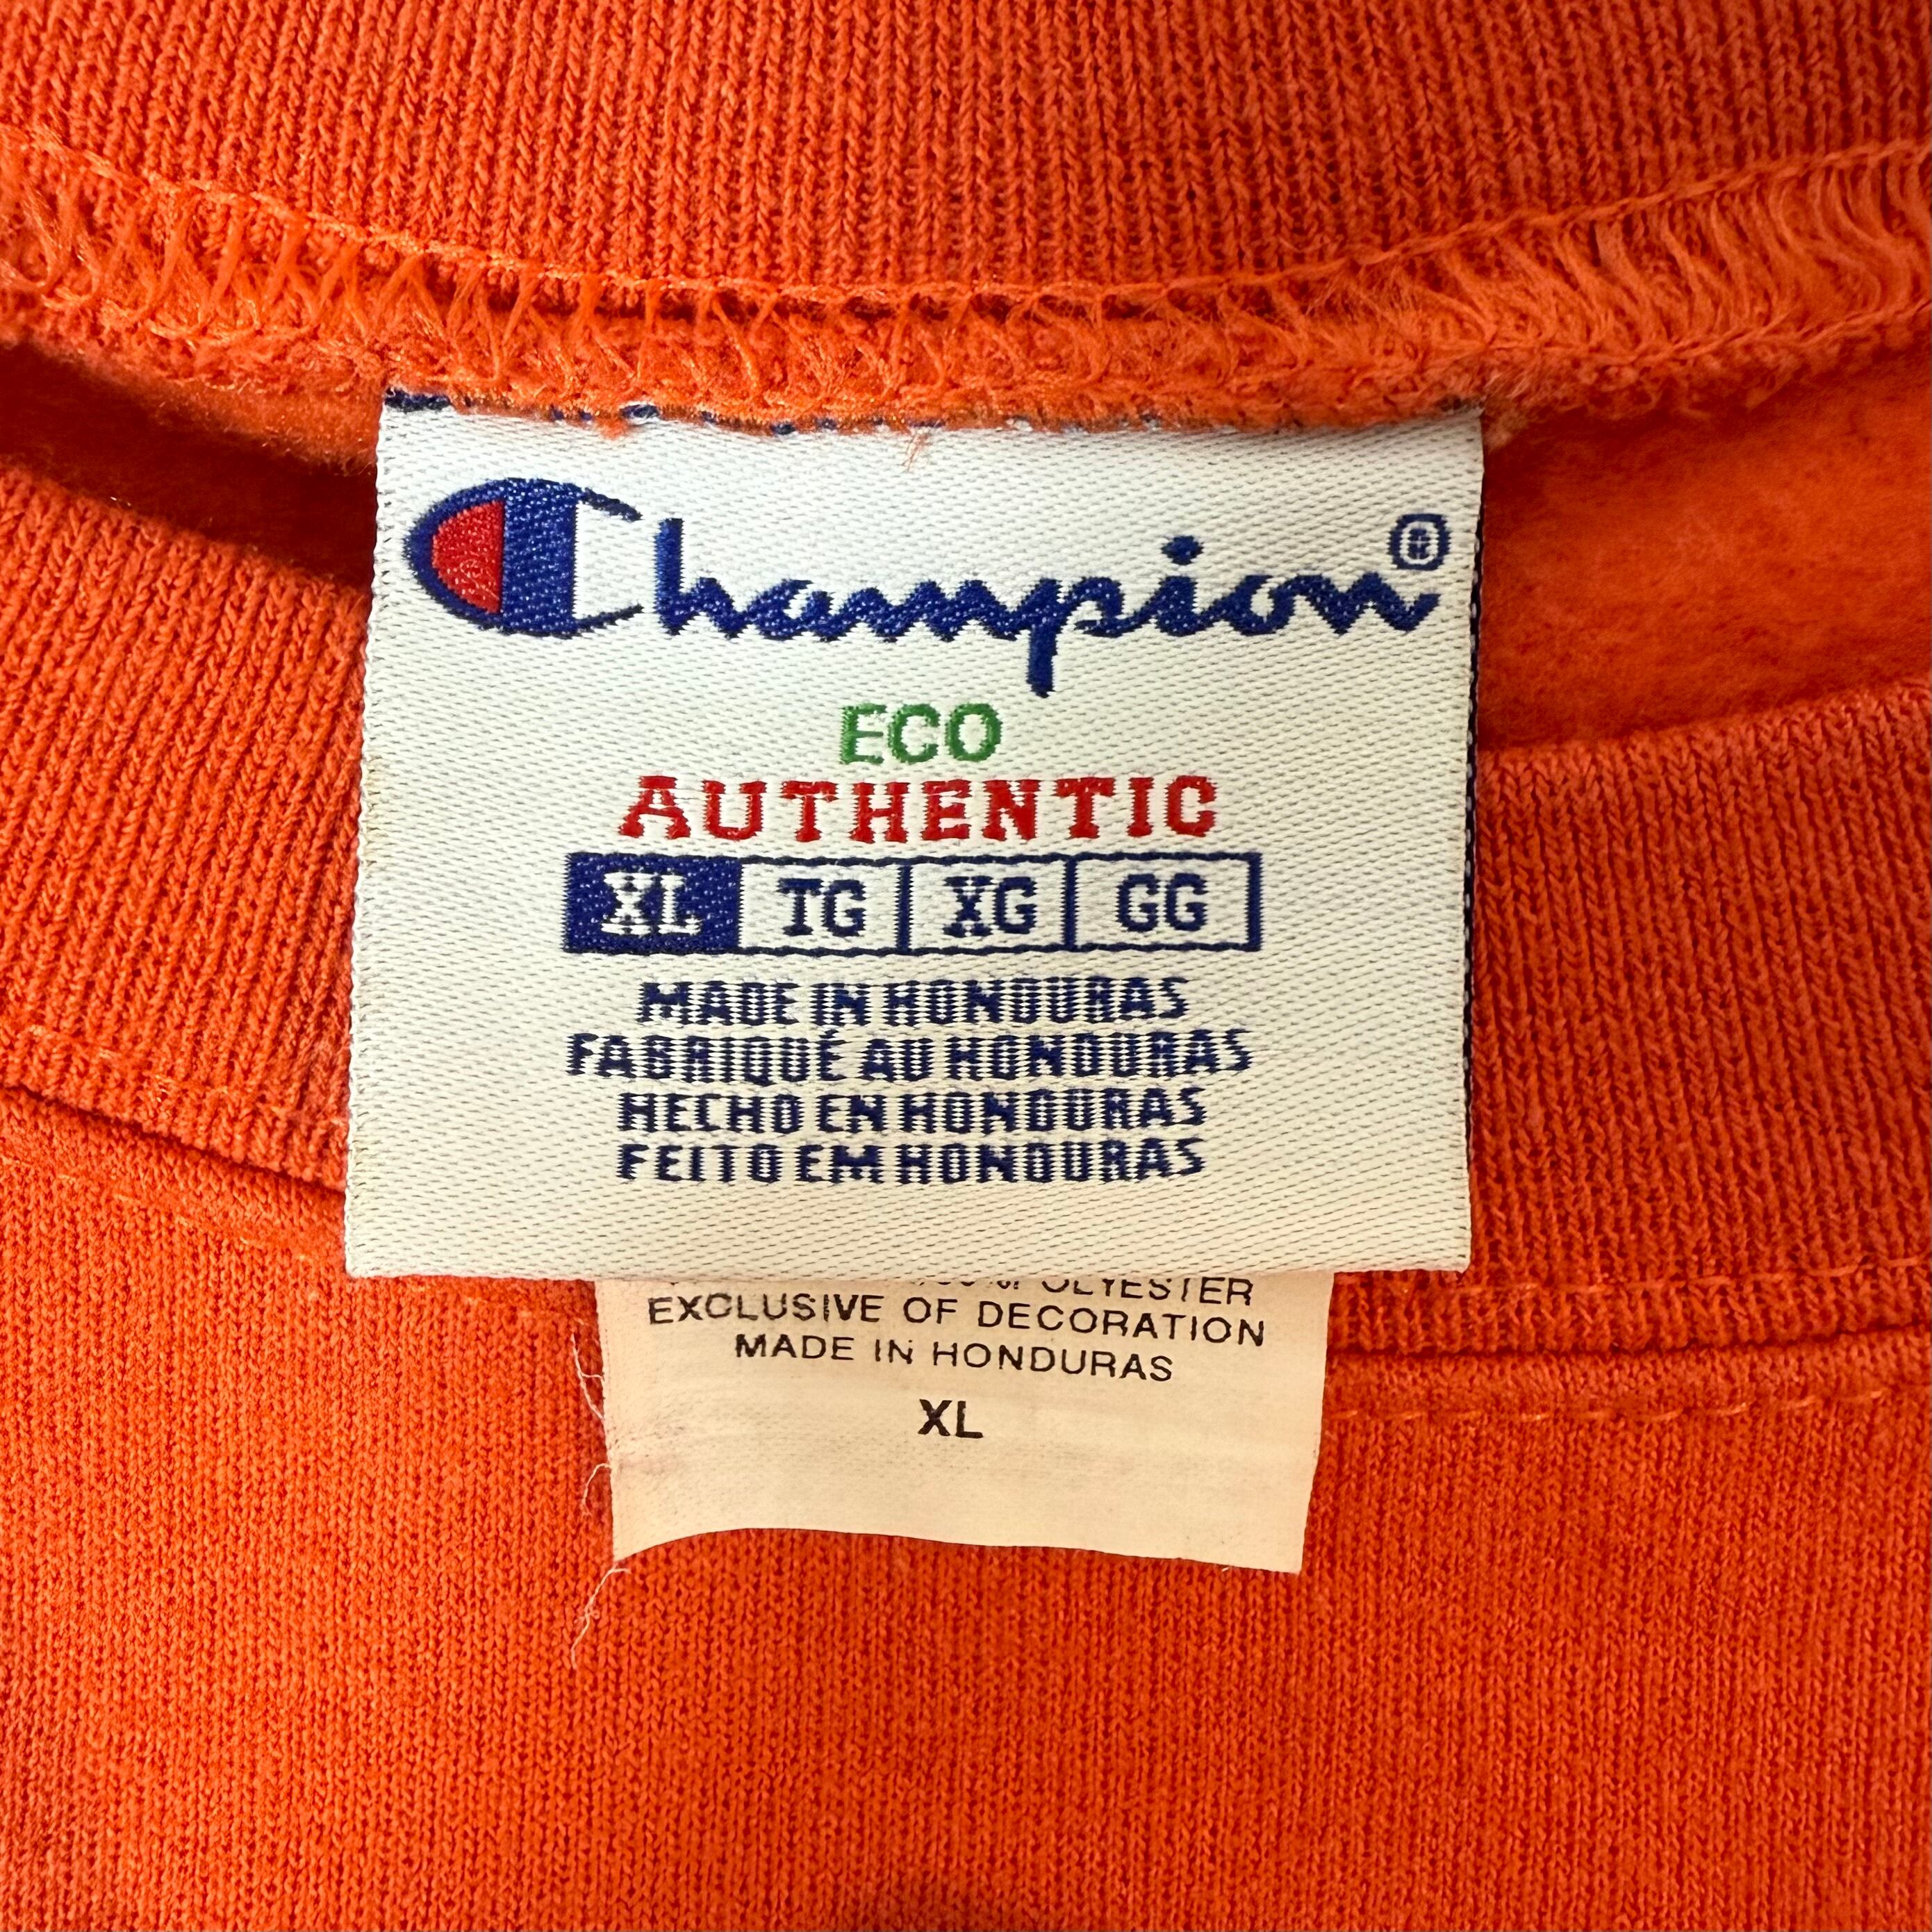 Champion®
ECO
AUTHENTIC
XL TG XG GG
MADE IN HONDURAS
FABRIQUÉ AU HONDURAS
HECHO EN HONDURAS
FEITO EM HONDURAS
POLYESTER
EXCLUSIVE OF DECORATION
MADE IN HONDURAS
XL